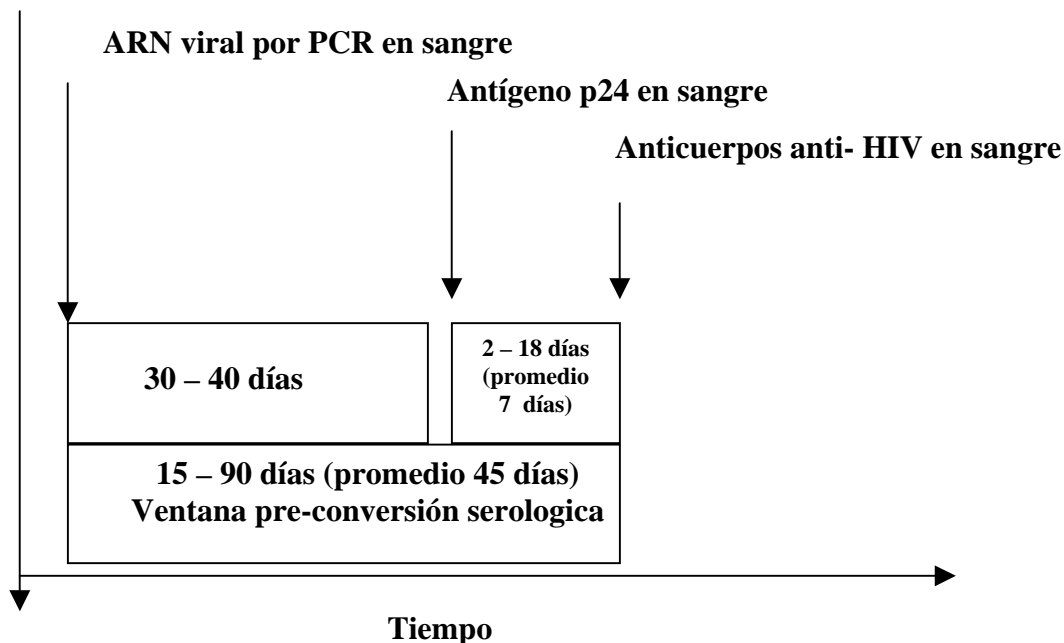 ARN viral por PCR en sangre
Antígeno p24 en sangre
Anticuerpos anti- HIV en sangre
30 – 40 días
2 – 18 días
(promedio
7 días)
15 – 90 días (promedio 45 días)
Ventana pre-conversión serologica
Tiempo